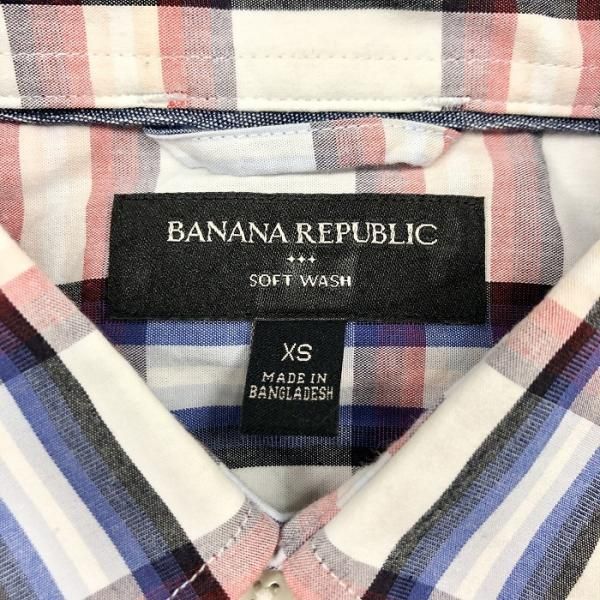 BANANA REPUBLIC
SOFT WASH
XS
MADE IN
BANGLADESH